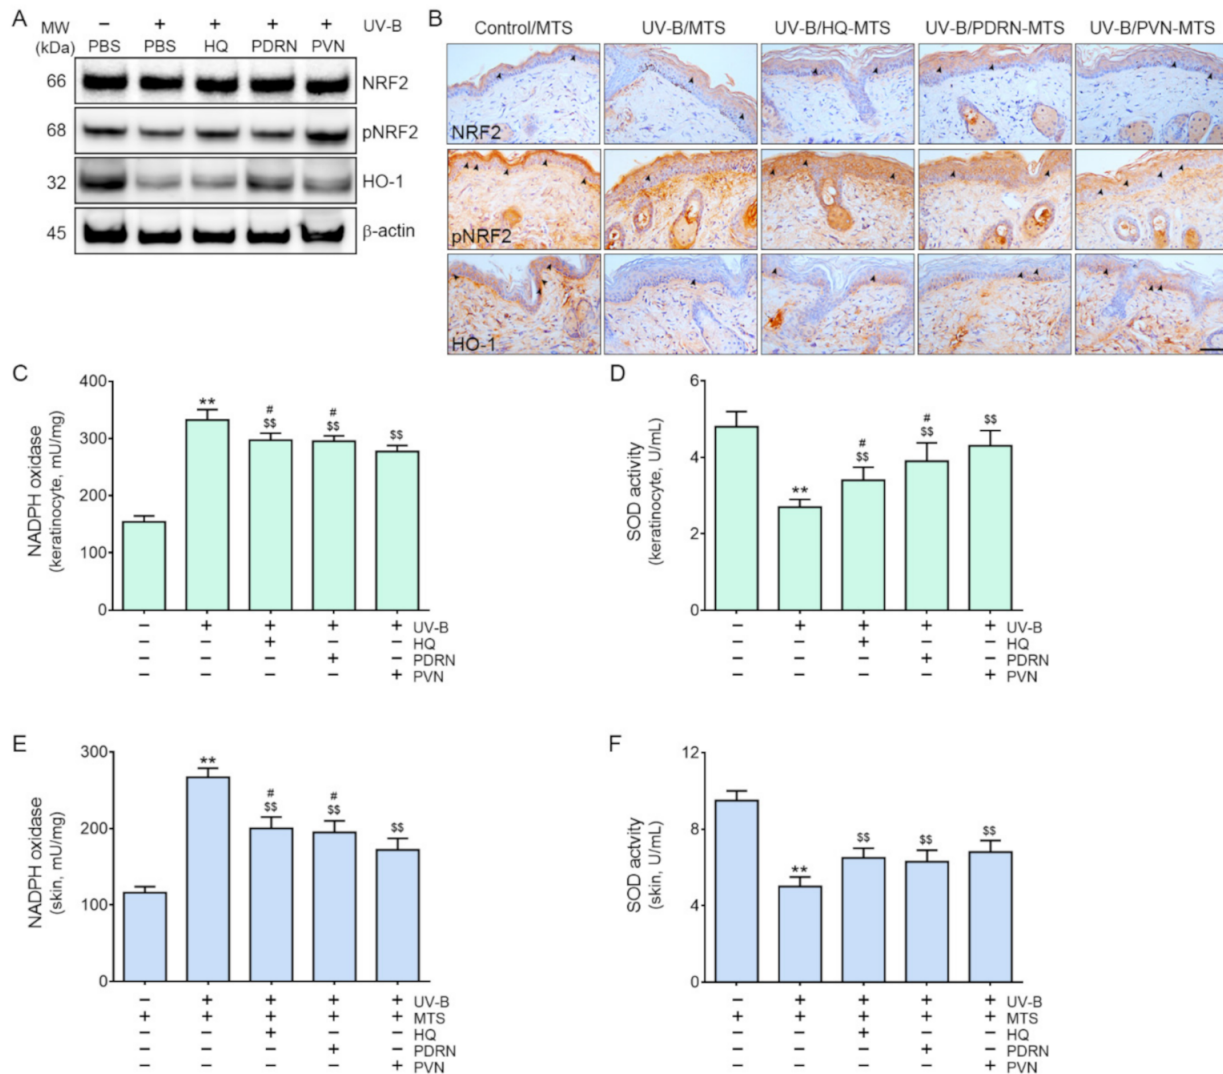 A
MW
(kDa)
− + + + + UV-B
PBS PBS HQ PDRN PVN
66 NRF2
68 pNRF2
32 HO-1
45 β-actin
B
Control/MTS UV-B/MTS UV-B/HQ-MTS UV-B/PDRN-MTS UV-B/PVN-MTS
NRF2
pNRF2
HO-1
C
NADPH oxidase
(keratinocyte, mU/mg)
400
300
200
100
0
**
#
$$
#
$$
$$
− + + + + UV-B
− − + − − HQ
− − − + − PDRN
− − − − + PVN
D
SOD activity
(keratinocyte, U/mL)
6
4
2
0
**
#
$$
#
$$
$$
− + + + + UV-B
− − + − − HQ
− − − + − PDRN
− − − − + PVN
E
NADPH oxidase
(skin, mU/mg)
300
200
100
0
**
#
$$
#
$$
$$
− + + + + UV-B
+ + + + + MTS
− − + − − HQ
− − − + − PDRN
− − − − + PVN
F
SOD actvity
(skin, U/mL)
12
8
4
0
**
$$
$$
$$
− + + + + UV-B
+ + + + + MTS
− − + − − HQ
− − − + − PDRN
− − − − + PVN